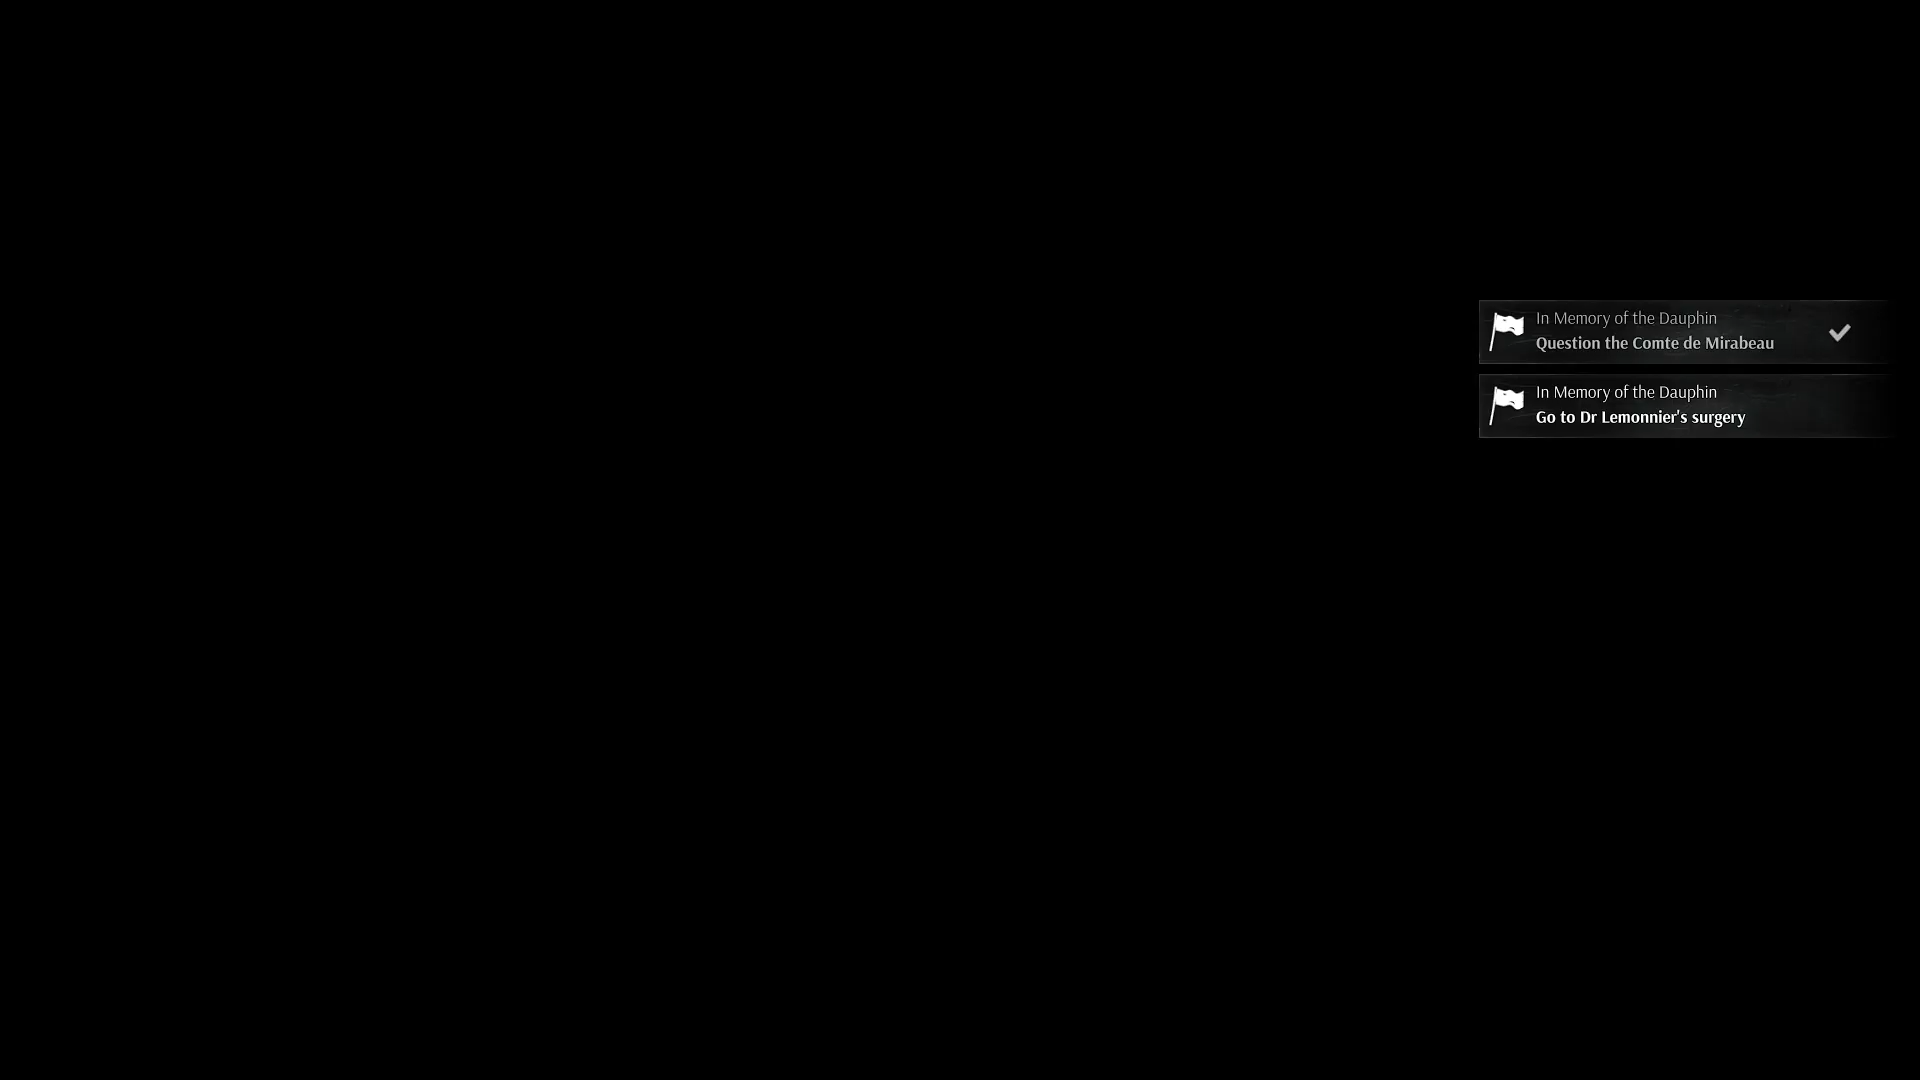 In Memory of the Dauphin
Question the Comte de Mirabeau
In Memory of the Dauphin
Go to Dr Lemonnier's surgery